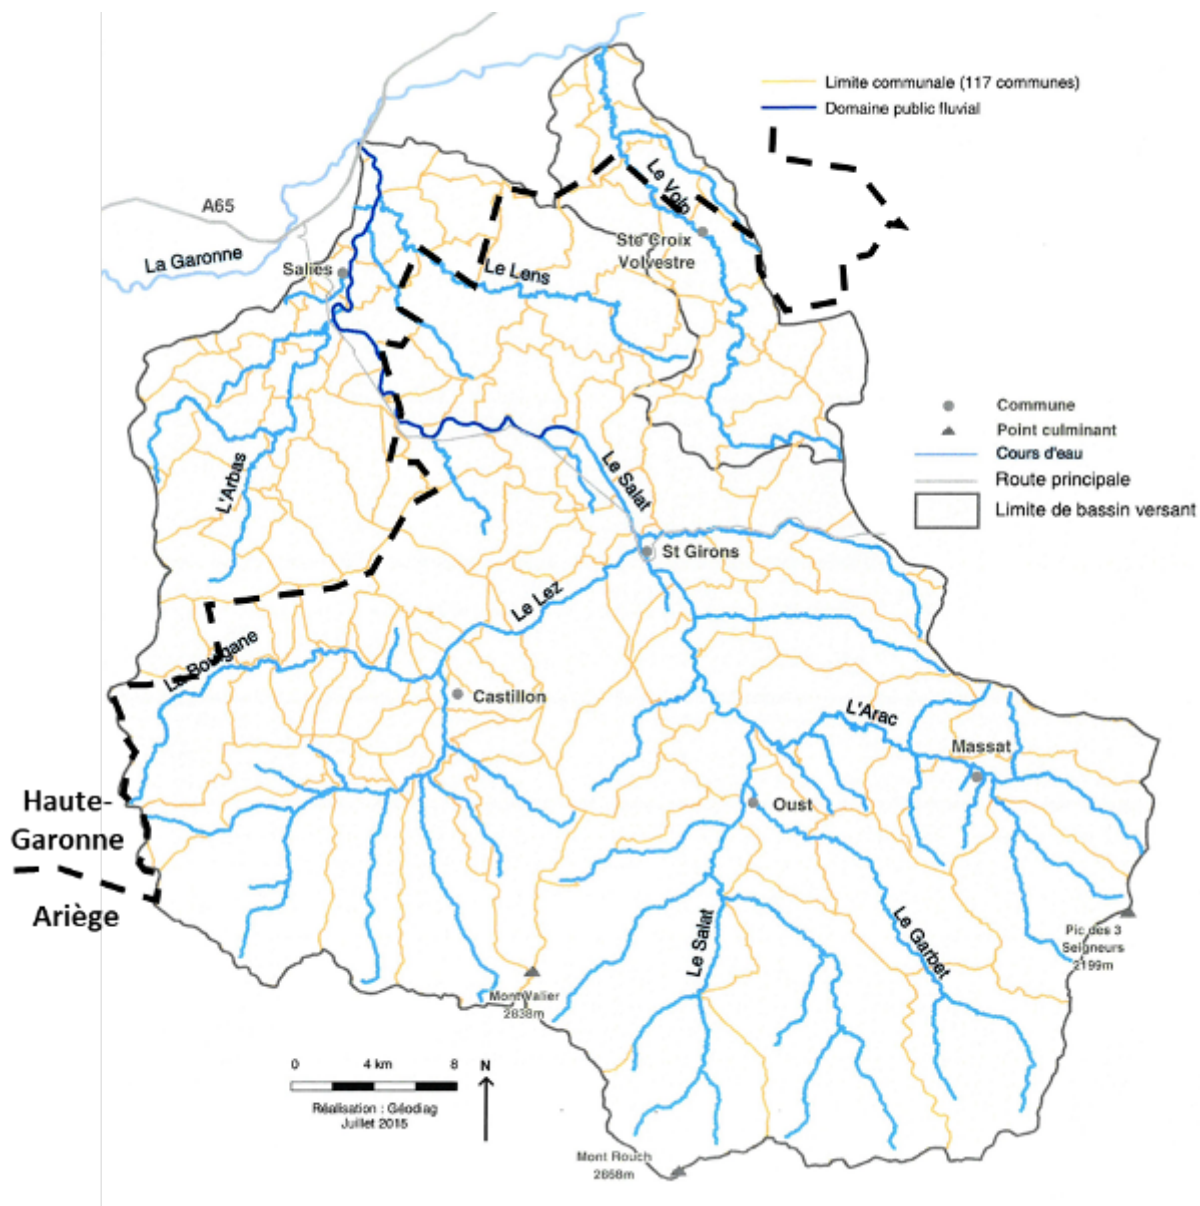 Limite communale (117 communes)
Domaine public fluvial
Le Volp
A65
Ste Croix
Volvestre
La Garonne
Salies
Le Lens
Commune
Point culminant
Cours d'eau
Route principale
Limite de bassin versant
L'Arbas
Le Salat
St Girons
Le Lez
La Bouigane
Castillon
L'Arac
Massat
Haute-
Garonne
Oust
Ariège
Le Salat
Le Garbet
Pic des 3
Seigneurs
2199m
Mont Valier
2838m
0 4 km 8
N
Réalisation : Géodiag
Juillet 2015
Mont Rouch
2858m